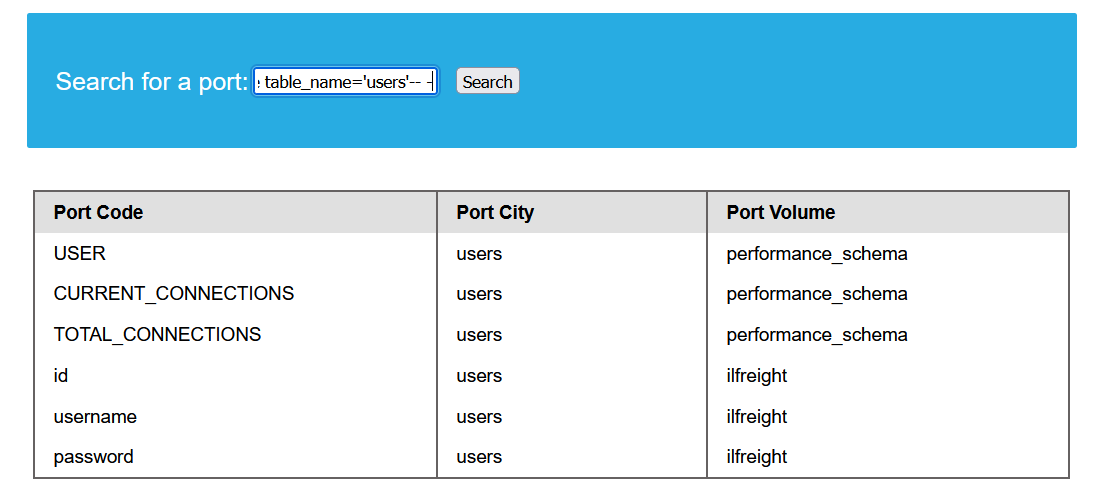 Search for a port: table_name='users'-- - Search
Port Code Port City Port Volume
USER users performance_schema
CURRENT_CONNECTIONS users performance_schema
TOTAL_CONNECTIONS users performance_schema
id users ilfreight
username users ilfreight
password users ilfreight